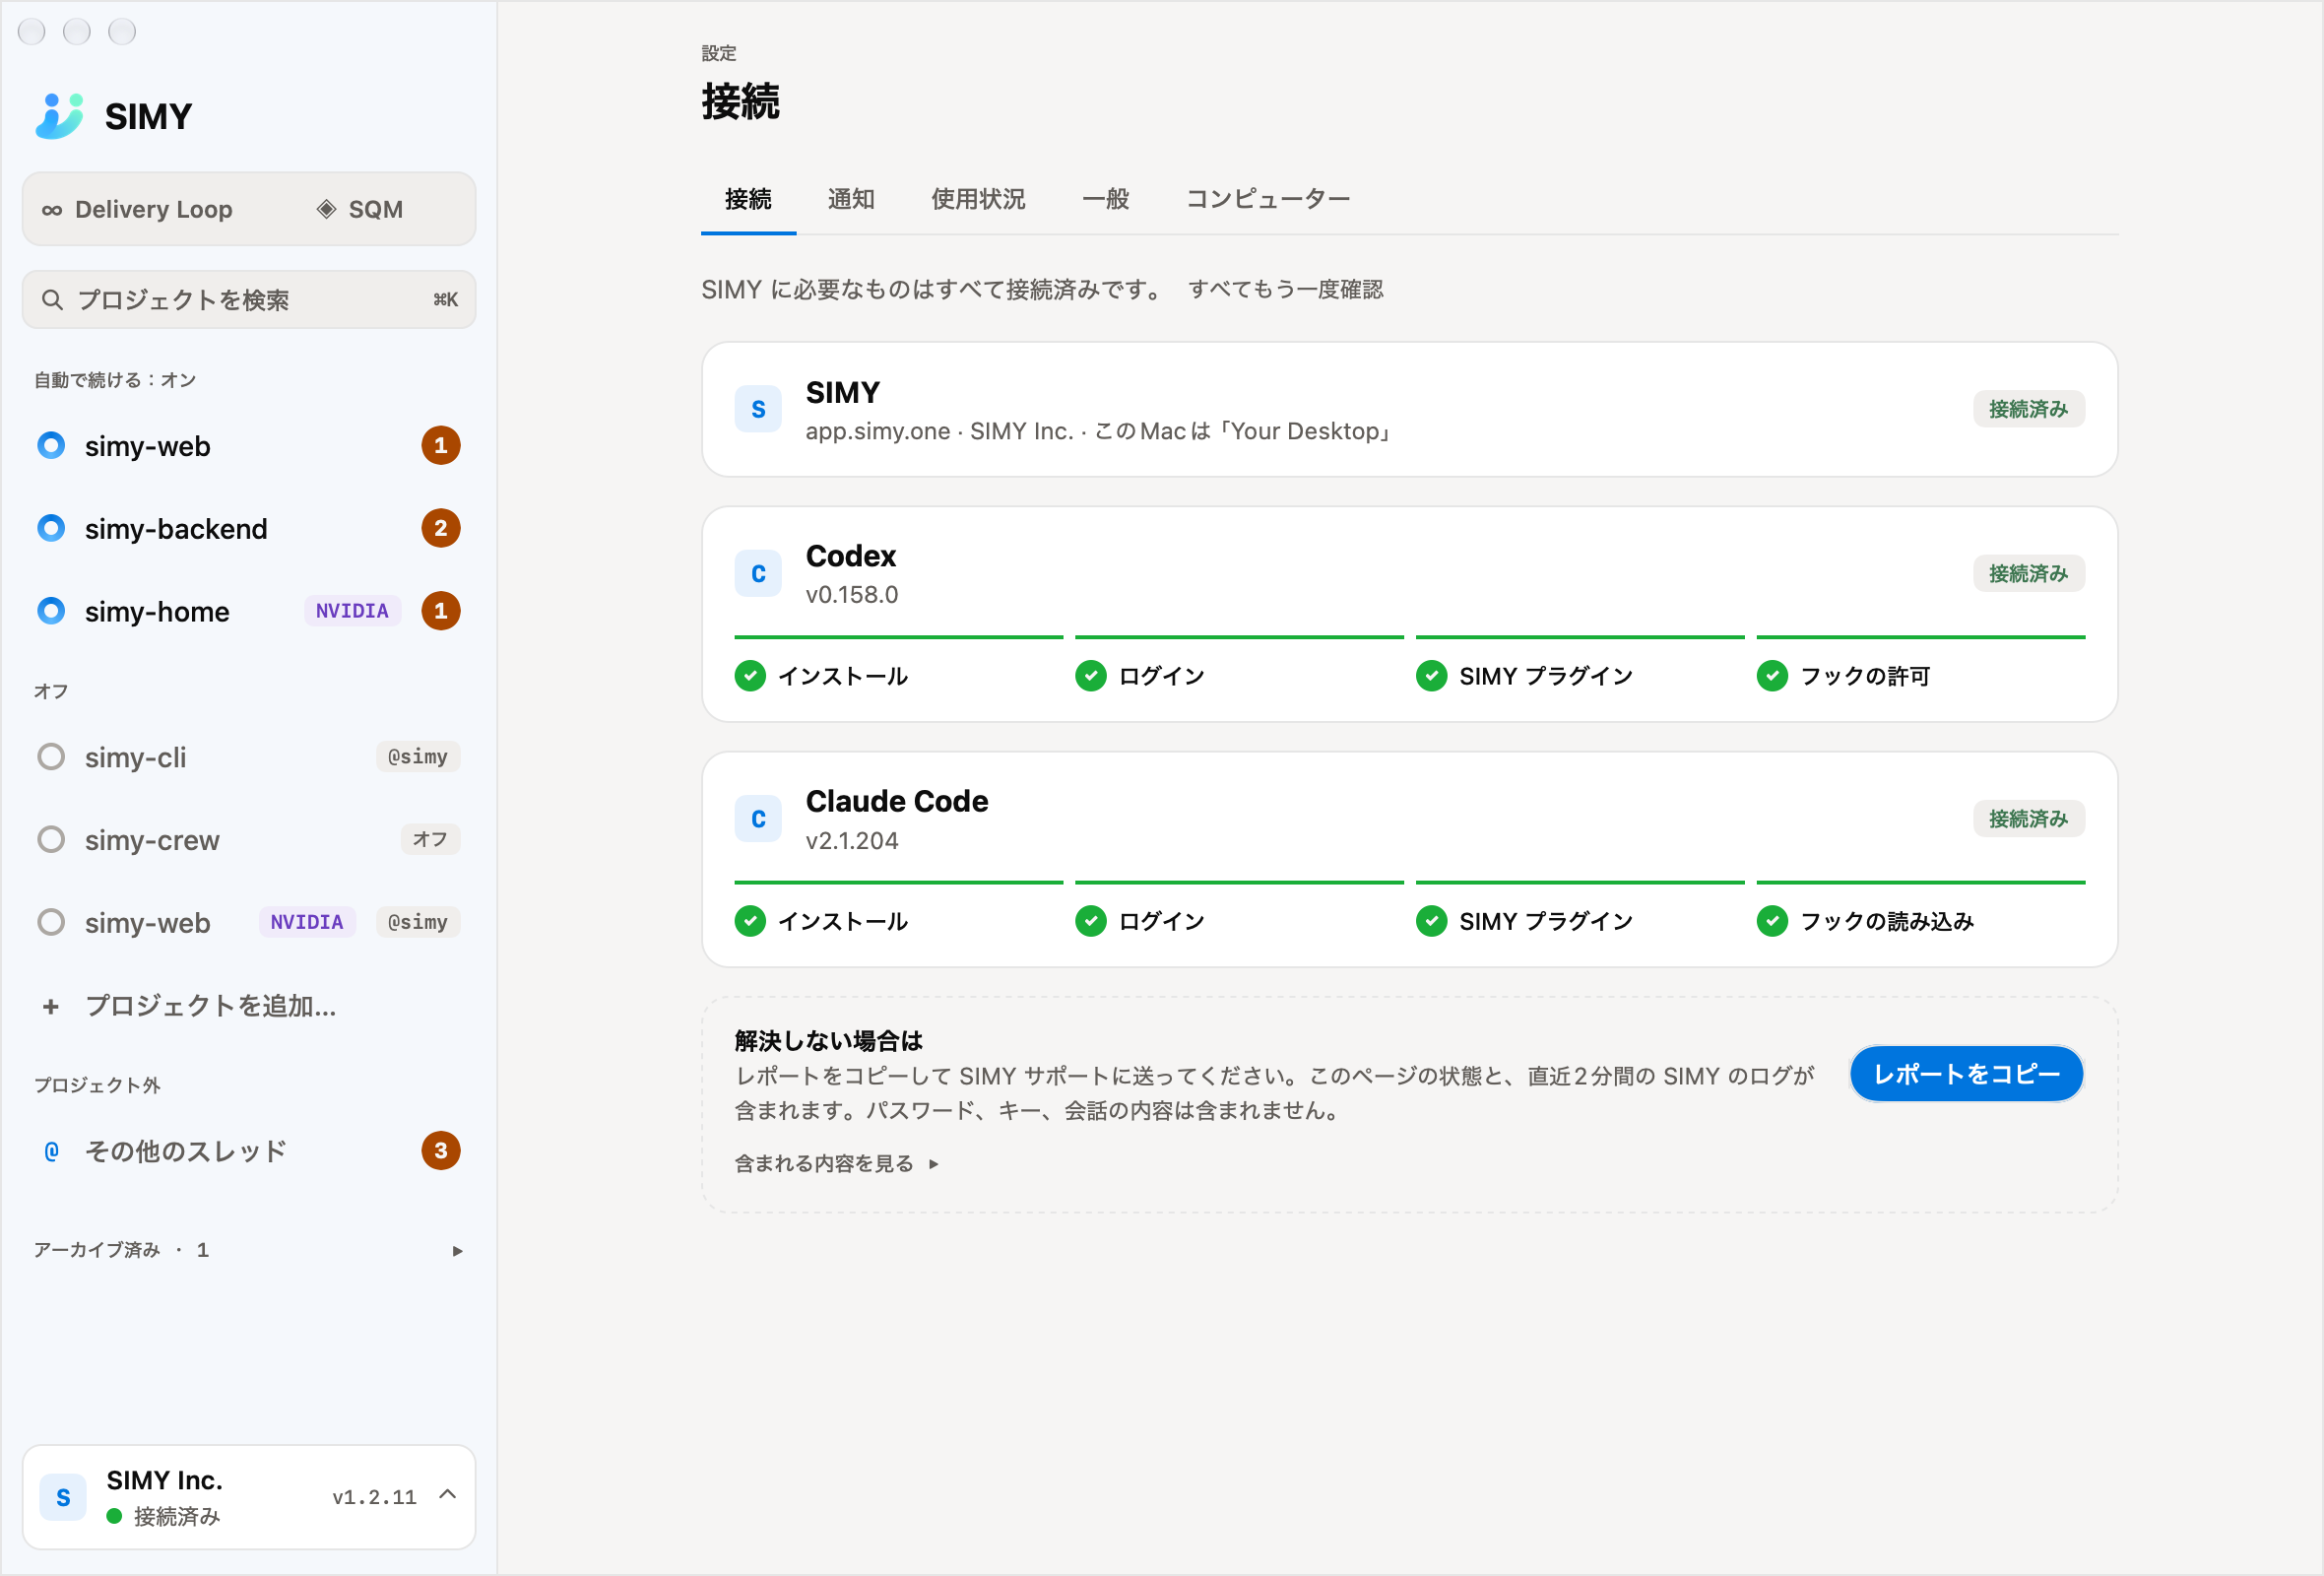 SIMY
∞ Delivery Loop
◈ SQM
プロジェクトを検索 ⌘K
自動で続ける：オン
simy-web 1
simy-backend 2
simy-home NVIDIA 1
オフ
simy-cli @simy
simy-crew オフ
simy-web NVIDIA @simy
+ プロジェクトを追加...
プロジェクト外
@ その他のスレッド 3
アーカイブ済み · 1
S
SIMY Inc.
接続済み
v1.2.11
設定
接続
接続 通知 使用状況 一般 コンピューター
SIMY に必要なものはすべて接続済みです。 すべてもう一度確認
S
SIMY
app.simy.one · SIMY Inc. · このMacは「Your Desktop」
接続済み
C
Codex
v0.158.0
接続済み
インストール ログイン SIMY プラグイン フックの許可
C
Claude Code
v2.1.204
接続済み
インストール ログイン SIMY プラグイン フックの読み込み
解決しない場合は
レポートをコピーして SIMY サポートに送ってください。このページの状態と、直近2分間の SIMY のログが
含まれます。パスワード、キー、会話の内容は含まれません。
含まれる内容を見る
レポートをコピー